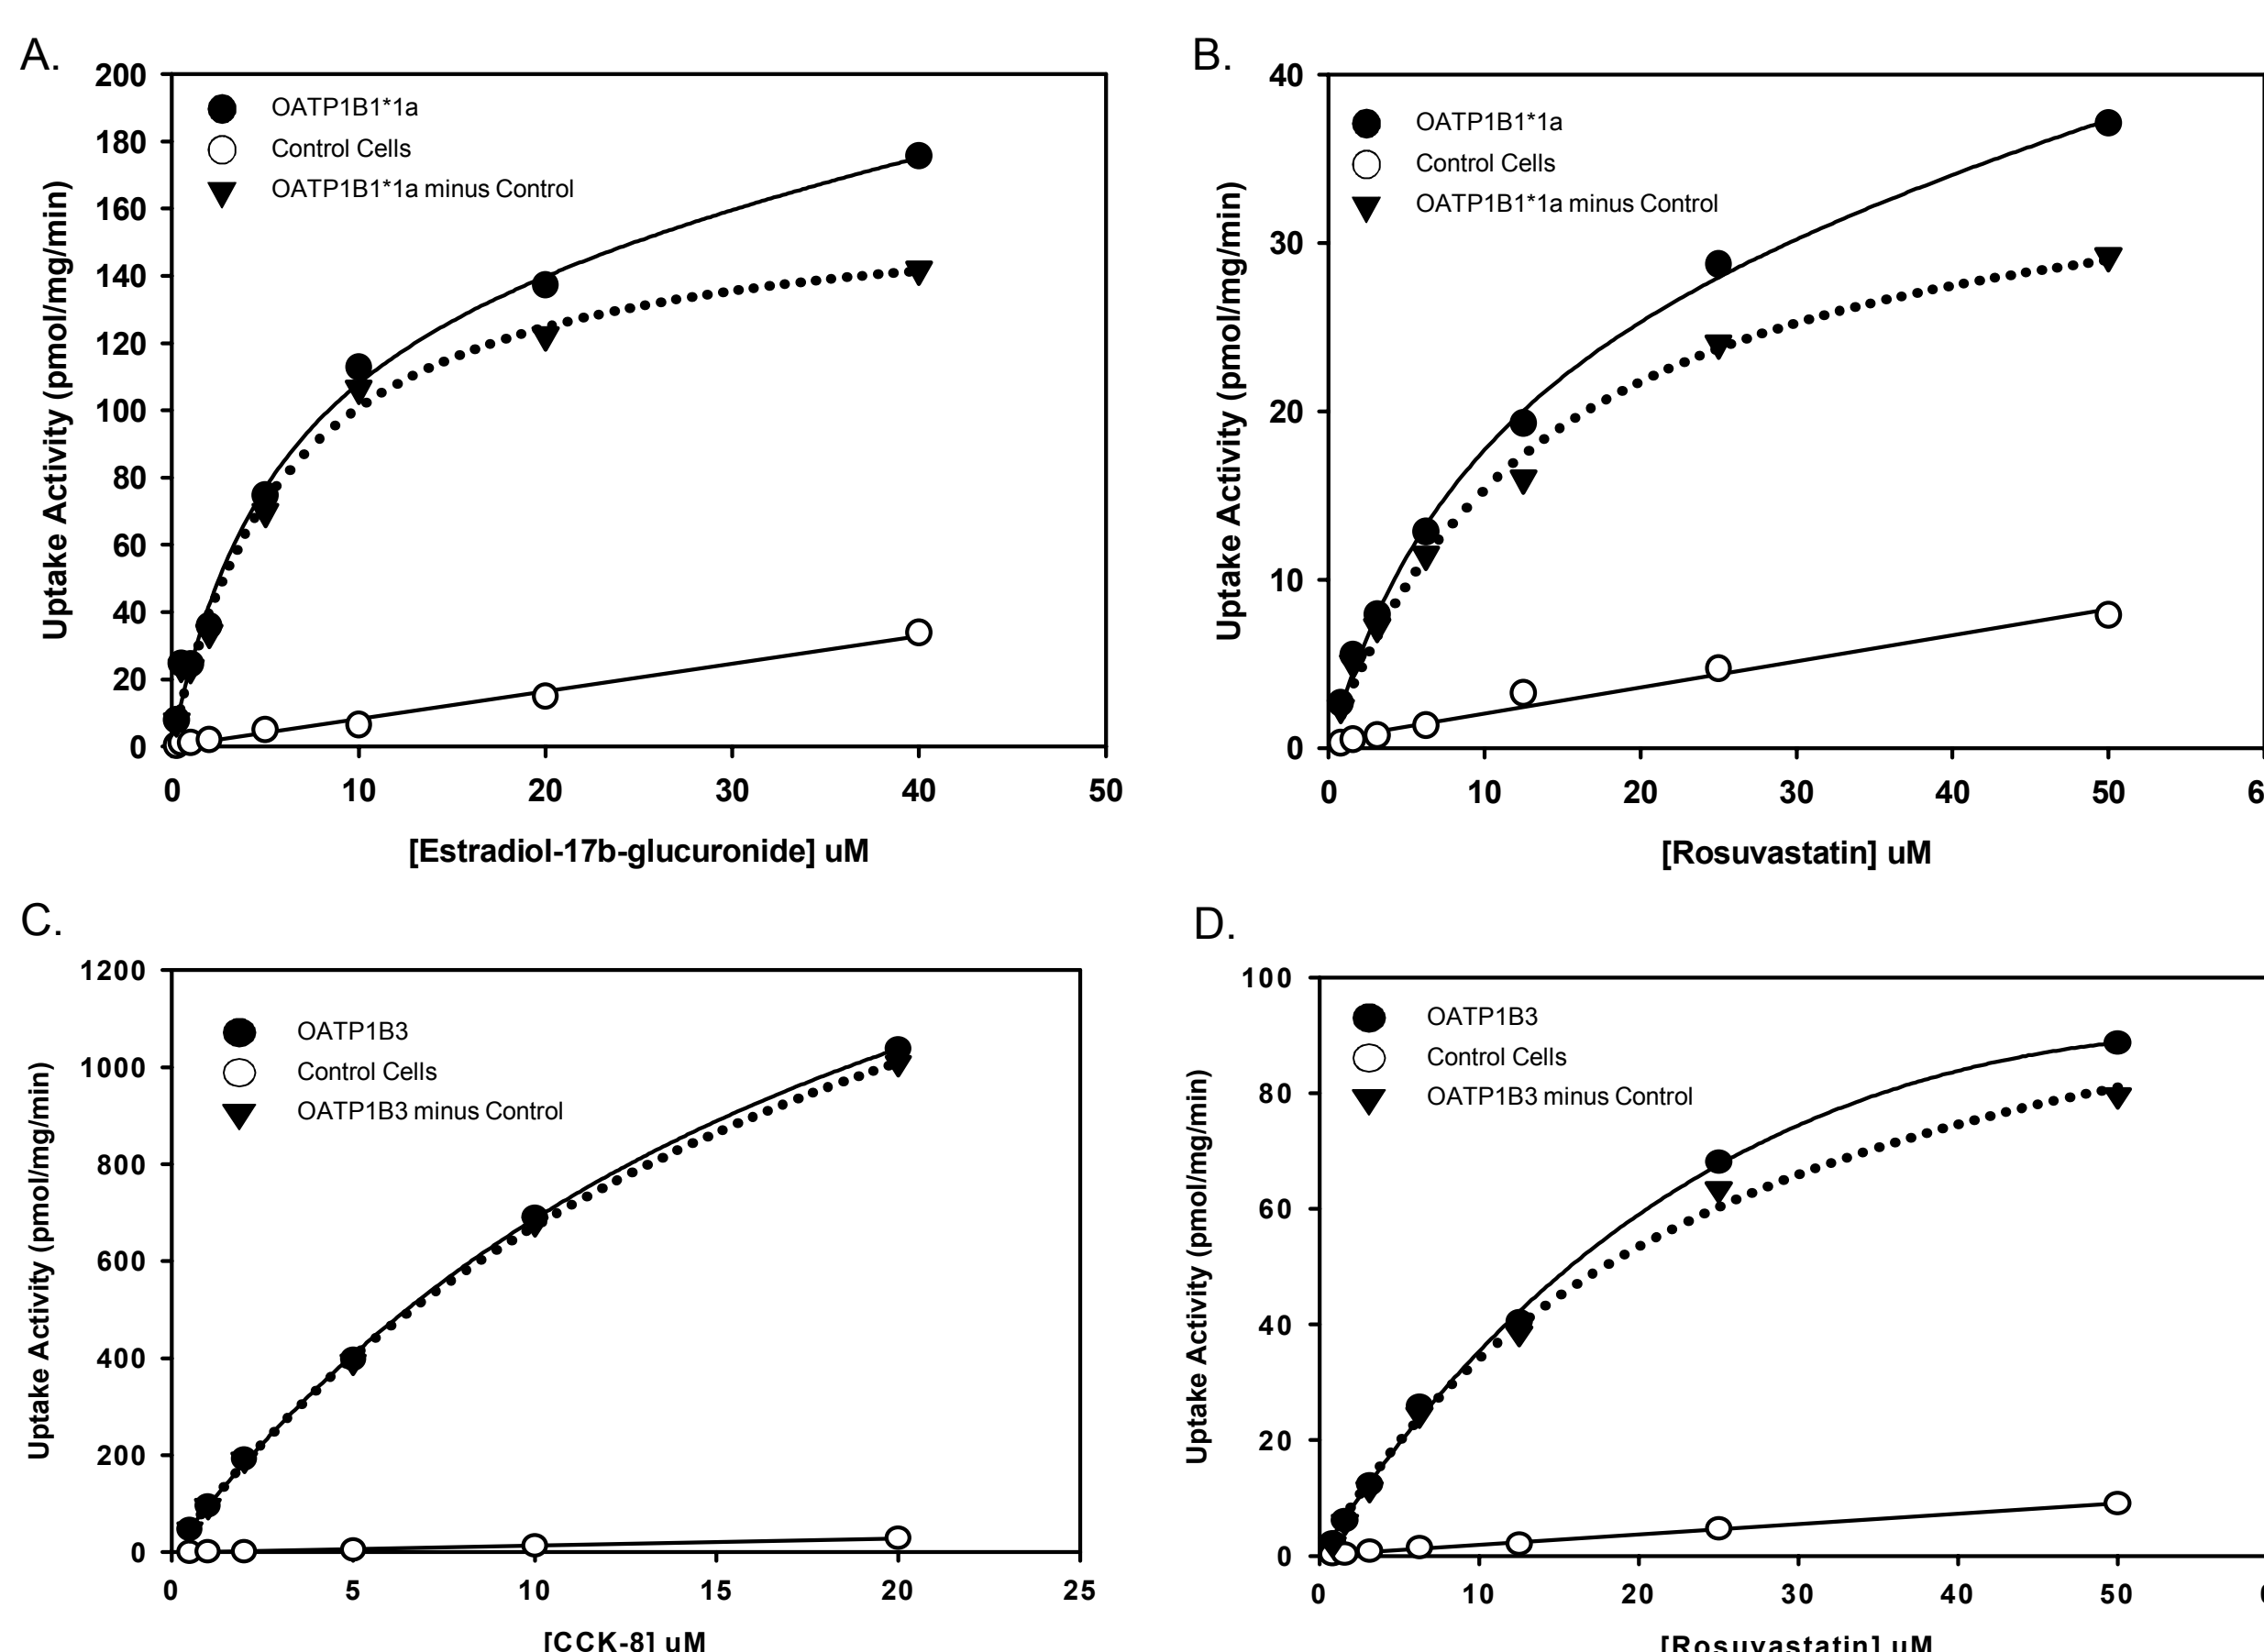 A.
200
180
160
140
120
100
80
60
40
20
0
OATP1B1*1a
Control Cells
OATP1B1*1a minus Control
Uptake Activity (pmol/mg/min)
0 10 20 30 40 50
[Estradiol-17b-glucuronide] uM
B.
40
30
20
10
0
OATP1B1*1a
Control Cells
OATP1B1*1a minus Control
Uptake Activity (pmol/mg/min)
0 10 20 30 40 50
[Rosuvastatin] uM
C.
1200
1000
800
600
400
200
0
OATP1B3
Control Cells
OATP1B3 minus Control
Uptake Activity (pmol/mg/min)
0 5 10 15 20 25
[CCK-8] uM
D.
100
80
60
40
20
0
OATP1B3
Control Cells
OATP1B3 minus Control
Uptake Activity (pmol/mg/min)
0 10 20 30 40 50
[Rosuvastatin] uM